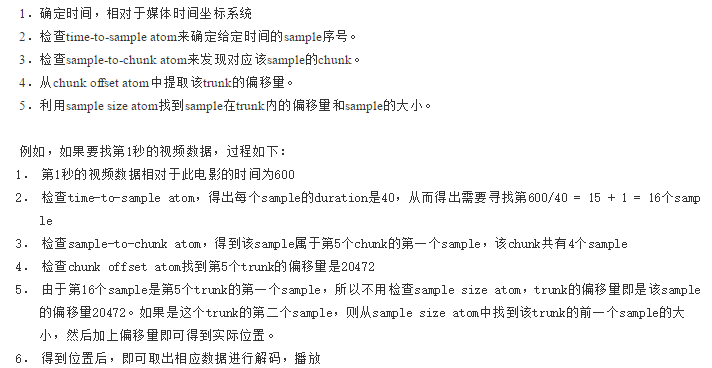 1．确定时间，相对于媒体时间坐标系统
2．检查time-to-sample atom来确定给定时间的sample序号。
3．检查sample-to-chunk atom来发现对应该sample的chunk。
4．从chunk offset atom中提取该trunk的偏移量。
5．利用sample size atom找到sample在trunk内的偏移量和sample的大小。
例如，如果要找第1秒的视频数据，过程如下：
1． 第1秒的视频数据相对于此电影的时间为600
2． 检查time-to-sample atom，得出每个sample的duration是40，从而得出需要寻找第600/40 = 15 + 1 = 16个samp
le
3． 检查sample-to-chunk atom，得到该sample属于第5个chunk的第一个sample，该chunk共有4个sample
4． 检查chunk offset atom找到第5个trunk的偏移量是20472
5． 由于第16个sample是第5个trunk的第一个sample，所以不用检查sample size atom，trunk的偏移量即是该sample
的偏移量20472。如果是这个trunk的第二个sample，则从sample size atom中找到该trunk的前一个sample的大
小，然后加上偏移量即可得到实际位置。
6． 得到位置后，即可取出相应数据进行解码，播放